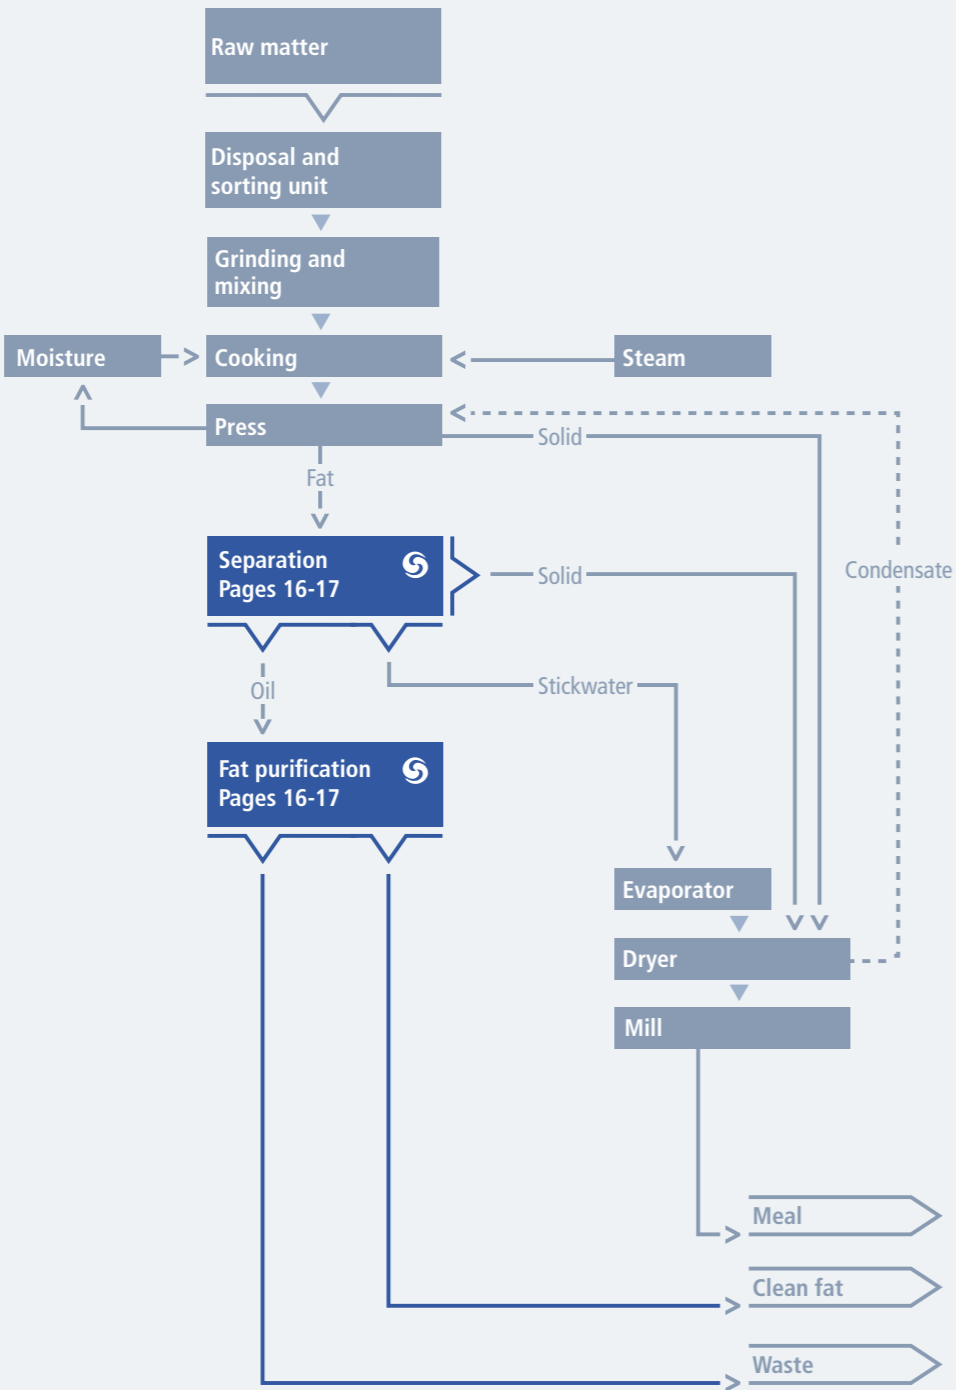 Raw matter
Disposal and
sorting unit
Grinding and
mixing
Moisture
Cooking
Steam
Press
Solid
Fat
Separation
Pages 16-17
Solid
Condensate
Oil
Stickwater
Fat purification
Pages 16-17
Evaporator
Dryer
Mill
Meal
Clean fat
Waste